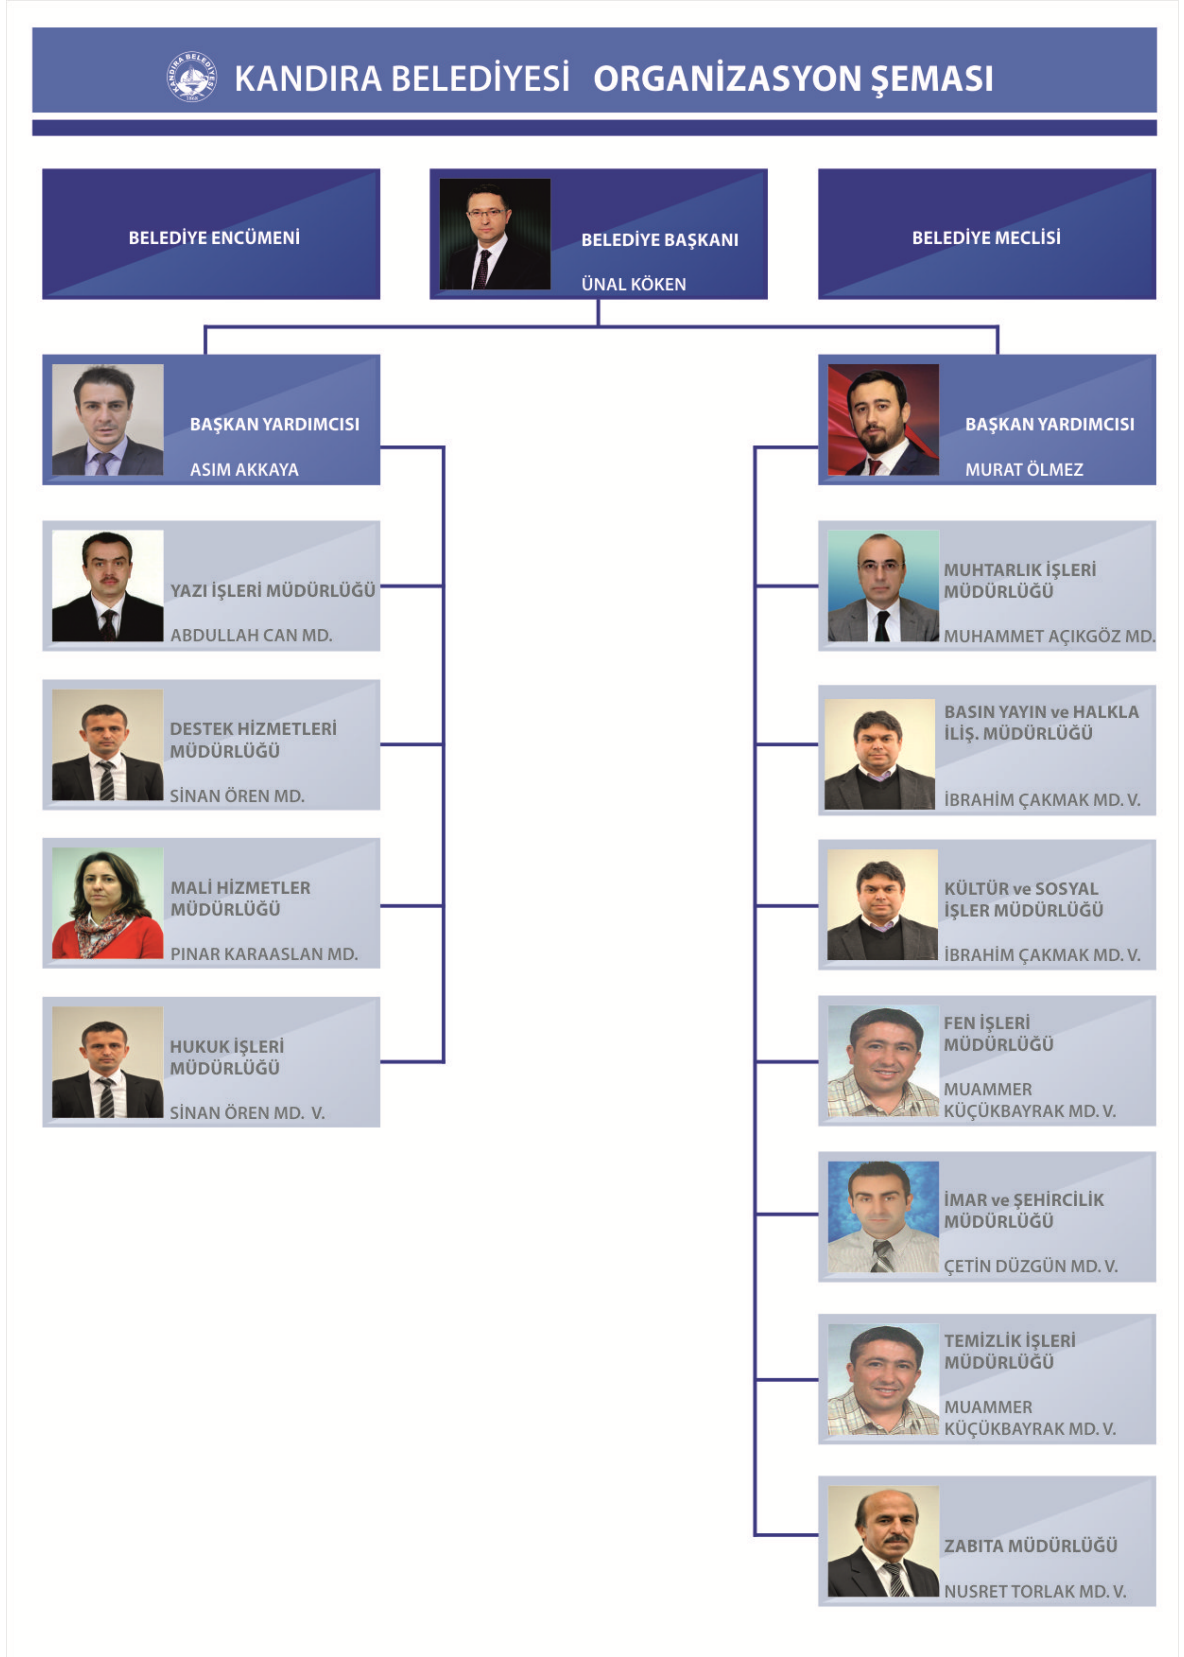 KANDIRA BELEDİYESİ ORGANİZASYON ŞEMASI
KANDIRA BELEDİYESİ
BELEDİYE ENCÜMENİ
BELEDİYE BAŞKANI
ÜNAL KÖKEN
BELEDİYE MECLİSİ
BAŞKAN YARDIMCISI
ASIM AKKAYA
YAZI İŞLERİ MÜDÜRLÜĞÜ
ABDULLAH CAN MD.
DESTEK HİZMETLERİ
MÜDÜRLÜĞÜ
SİNAN ÖREN MD.
MALİ HİZMETLER
MÜDÜRLÜĞÜ
PINAR KARAASLAN MD.
HUKUK İŞLERİ
MÜDÜRLÜĞÜ
SİNAN ÖREN MD. V.
BAŞKAN YARDIMCISI
MURAT ÖLMEZ
MUHTARLIK İŞLERİ
MÜDÜRLÜĞÜ
MUHAMMET AÇIKGÖZ MD.
BASIN YAYIN ve HALKLA
İLİŞ. MÜDÜRLÜĞÜ
İBRAHİM ÇAKMAK MD. V.
KÜLTÜR ve SOSYAL
İŞLER MÜDÜRLÜĞÜ
İBRAHİM ÇAKMAK MD. V.
FEN İŞLERİ
MÜDÜRLÜĞÜ
MUAMMER
KÜÇÜKBAYRAK MD. V.
İMAR ve ŞEHİRCİLİK
MÜDÜRLÜĞÜ
ÇETİN DÜZGÜN MD. V.
TEMİZLİK İŞLERİ
MÜDÜRLÜĞÜ
MUAMMER
KÜÇÜKBAYRAK MD. V.
ZABITA MÜDÜRLÜĞÜ
NUSRET TORLAK MD. V.